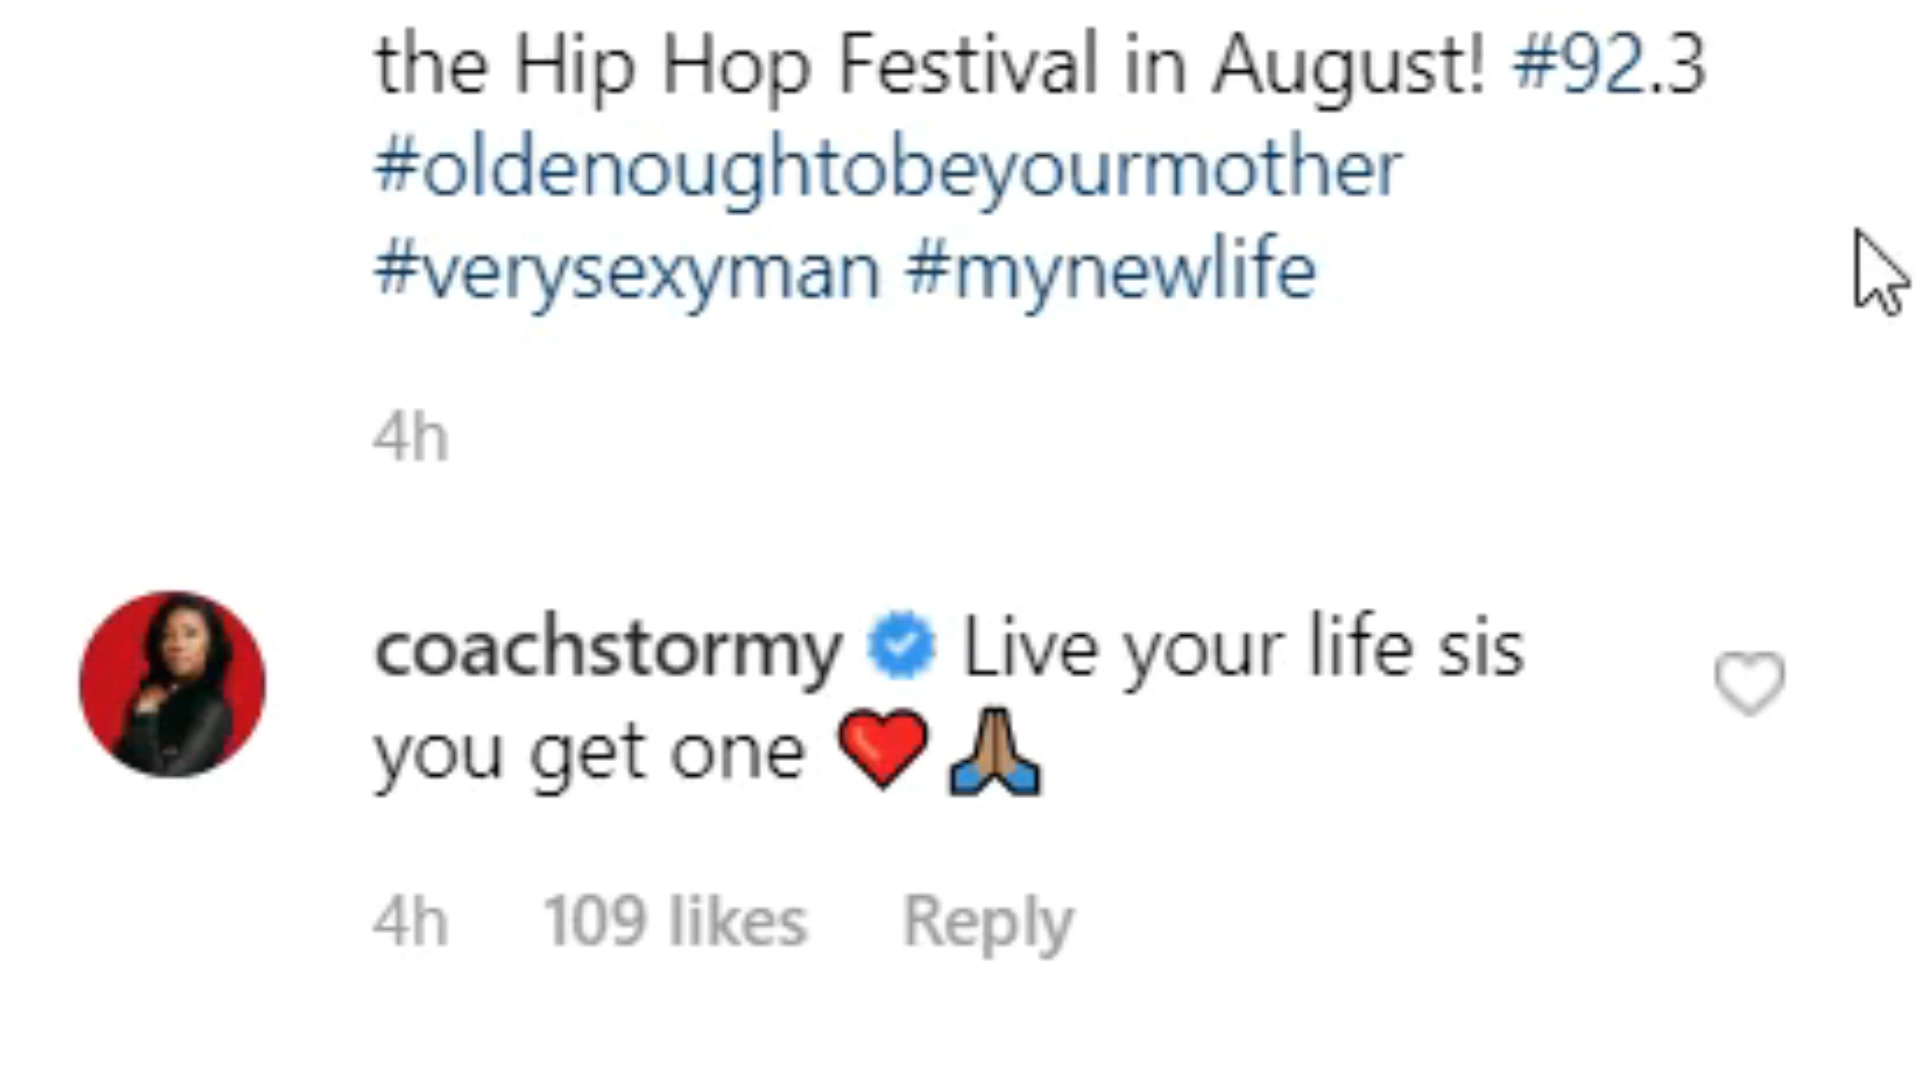 the Hip Hop Festival in August! #92.3
#oldenoughtobeyourmother
#verysexyman #mynewlife
4h
coachstormy Live your life sis
you get one ❤️🙏🏽
4h 109 likes Reply